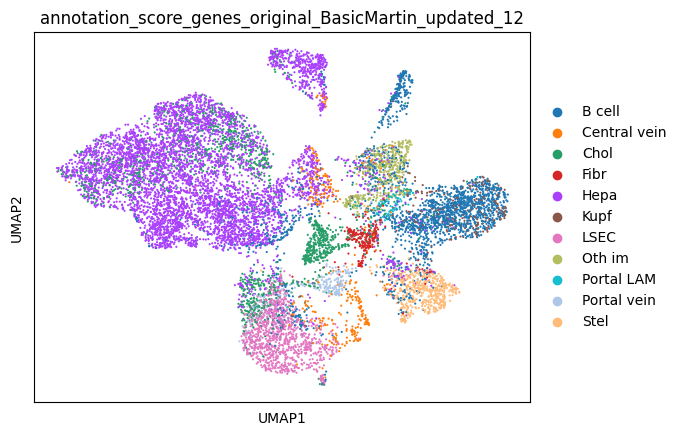 annotation_score_genes_original_BasicMartin_updated_12
UMAP2
UMAP1
B cell
Central vein
Chol
Fibr
Hepa
Kupf
LSEC
Oth im
Portal LAM
Portal vein
Stel